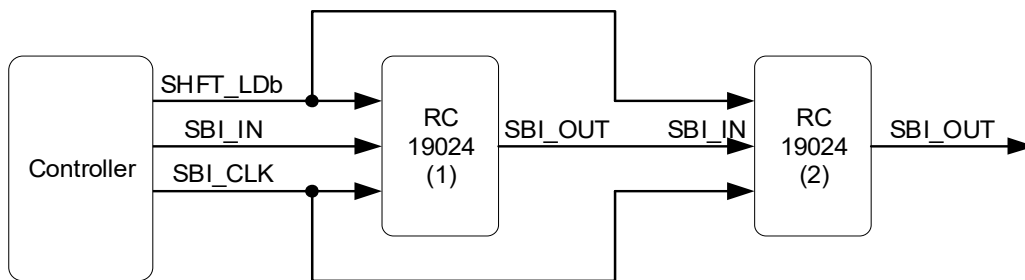 SHFT_LDb
SBI_IN
SBI_CLK
Controller
RC
19024
(1)
SBI_OUT
SBI_IN
RC
19024
(2)
SBI_OUT